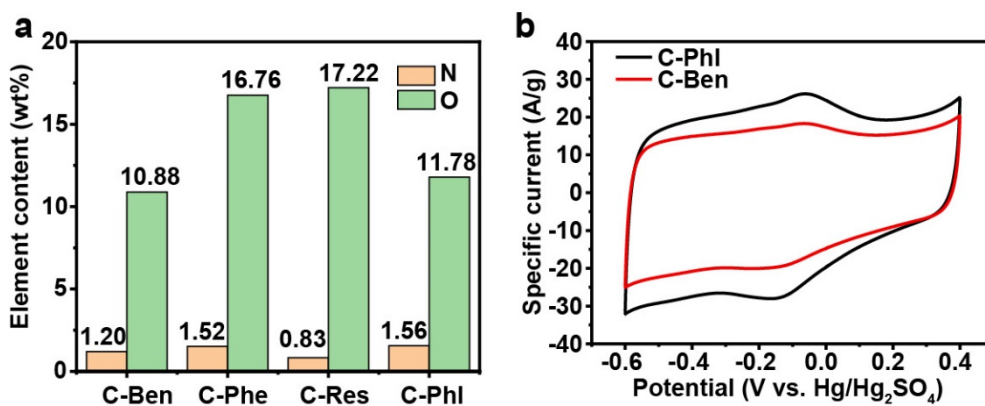 a
Element content (wt%)
20
15
10
5
0
N
O
1.20
10.88
1.52
16.76
0.83
17.22
1.56
11.78
C-Ben
C-Phe
C-Res
C-Phl
b
Specific current (A/g)
40
30
20
10
0
-10
-20
-30
-40
C-Phl
C-Ben
-0.6
-0.4
-0.2
0.0
0.2
0.4
Potential (V vs. Hg/Hg₂SO₄)